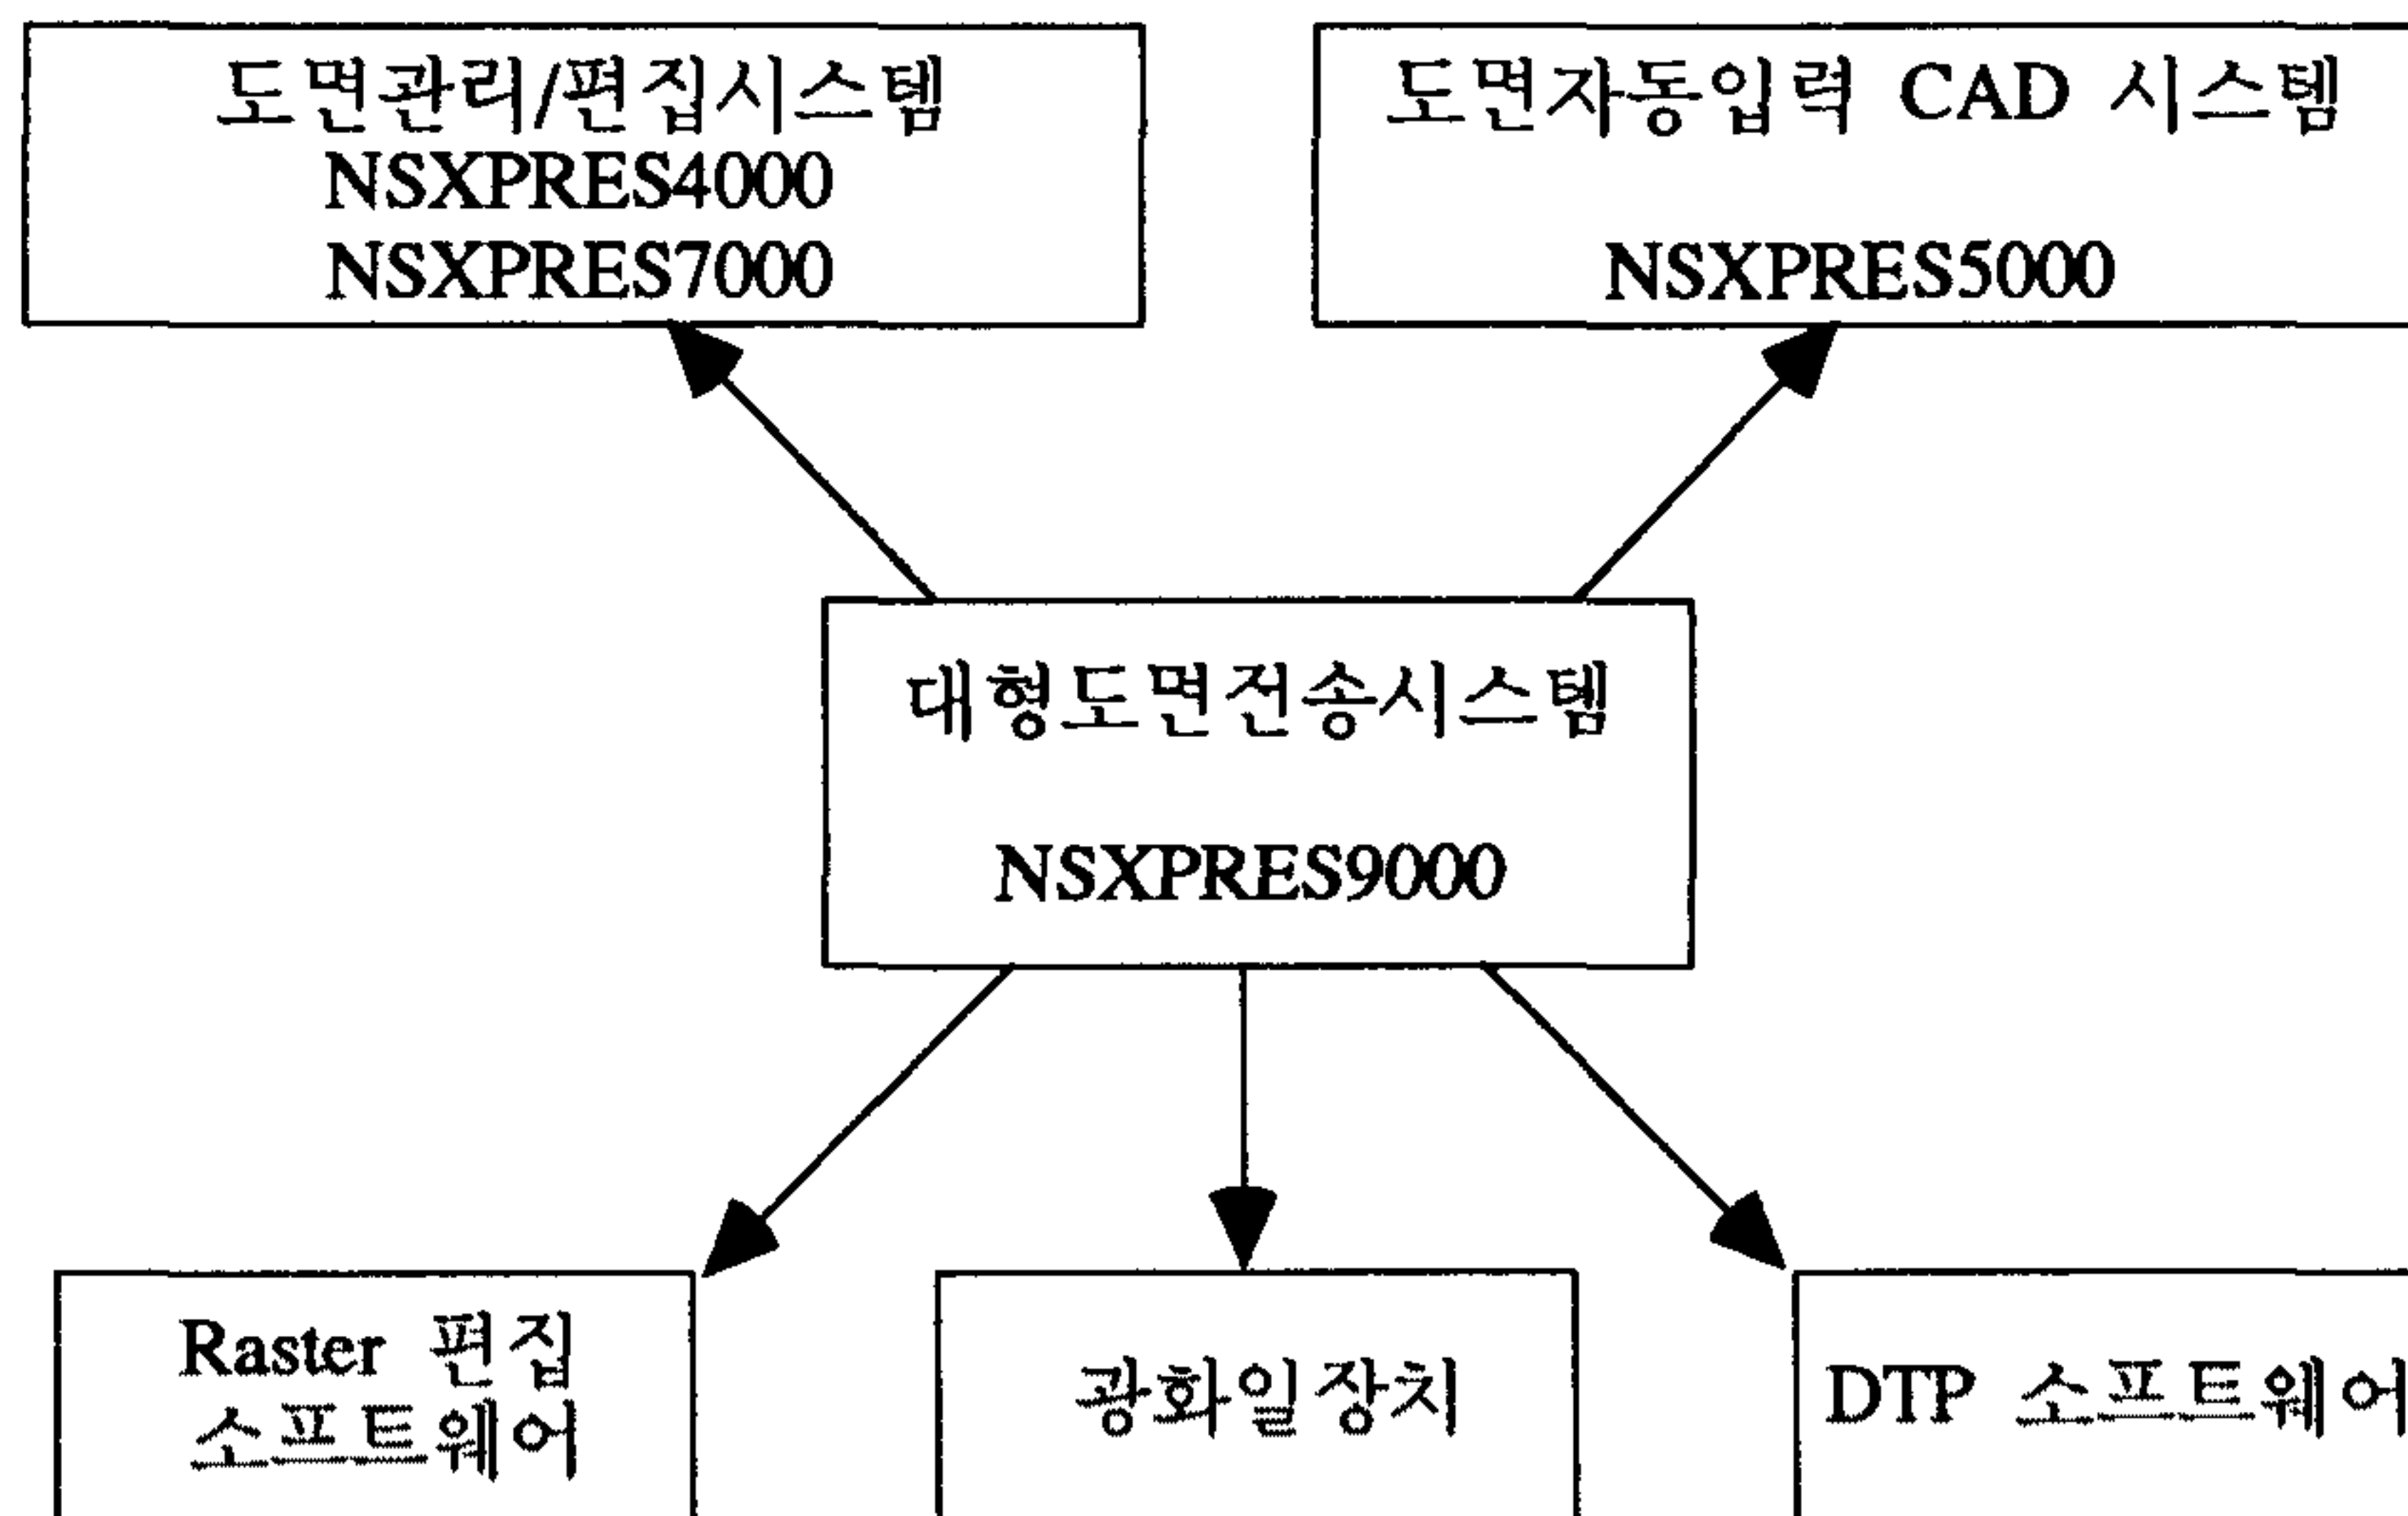 도면관리/편집시스템
NSXPRES4000
NSXPRES7000
도면자동입력 CAD 시스템
NSXPRES5000
대형도면전송시스템
NSXPRES9000
Raster 편집
소프트웨어
광화일장치
DTP 소프트웨어